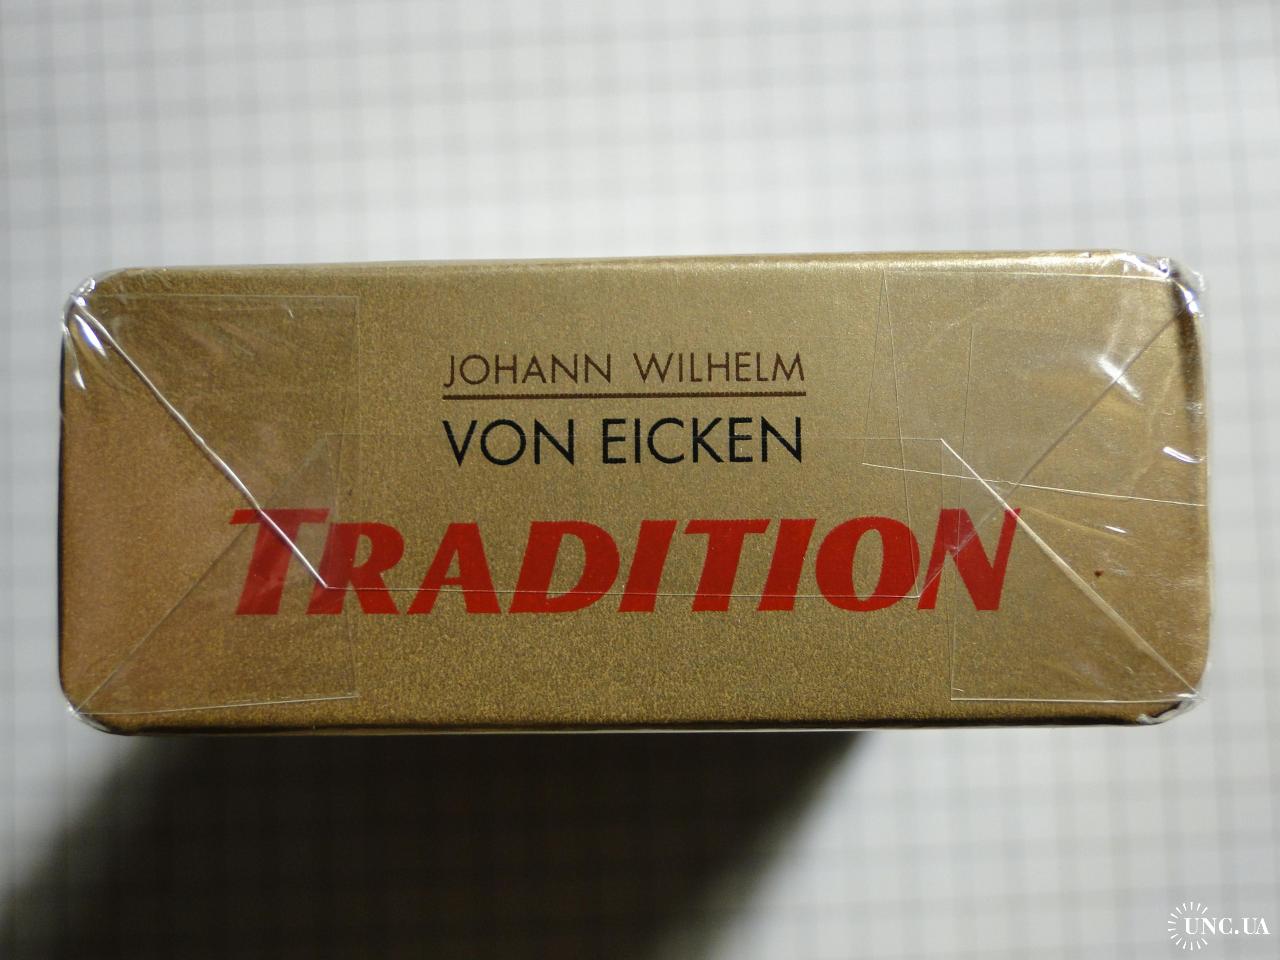 JOHANN WILHELM
VON EICKEN
TRADITION
UNC.UA